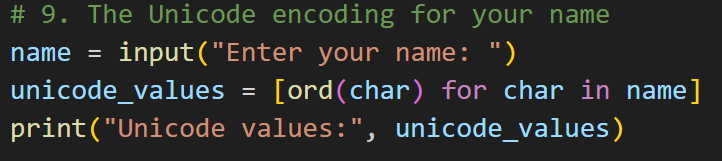 # 9. The Unicode encoding for your name
name = input("Enter your name: ")
unicode_values = [ord(char) for char in name]
print("Unicode values:", unicode_values)